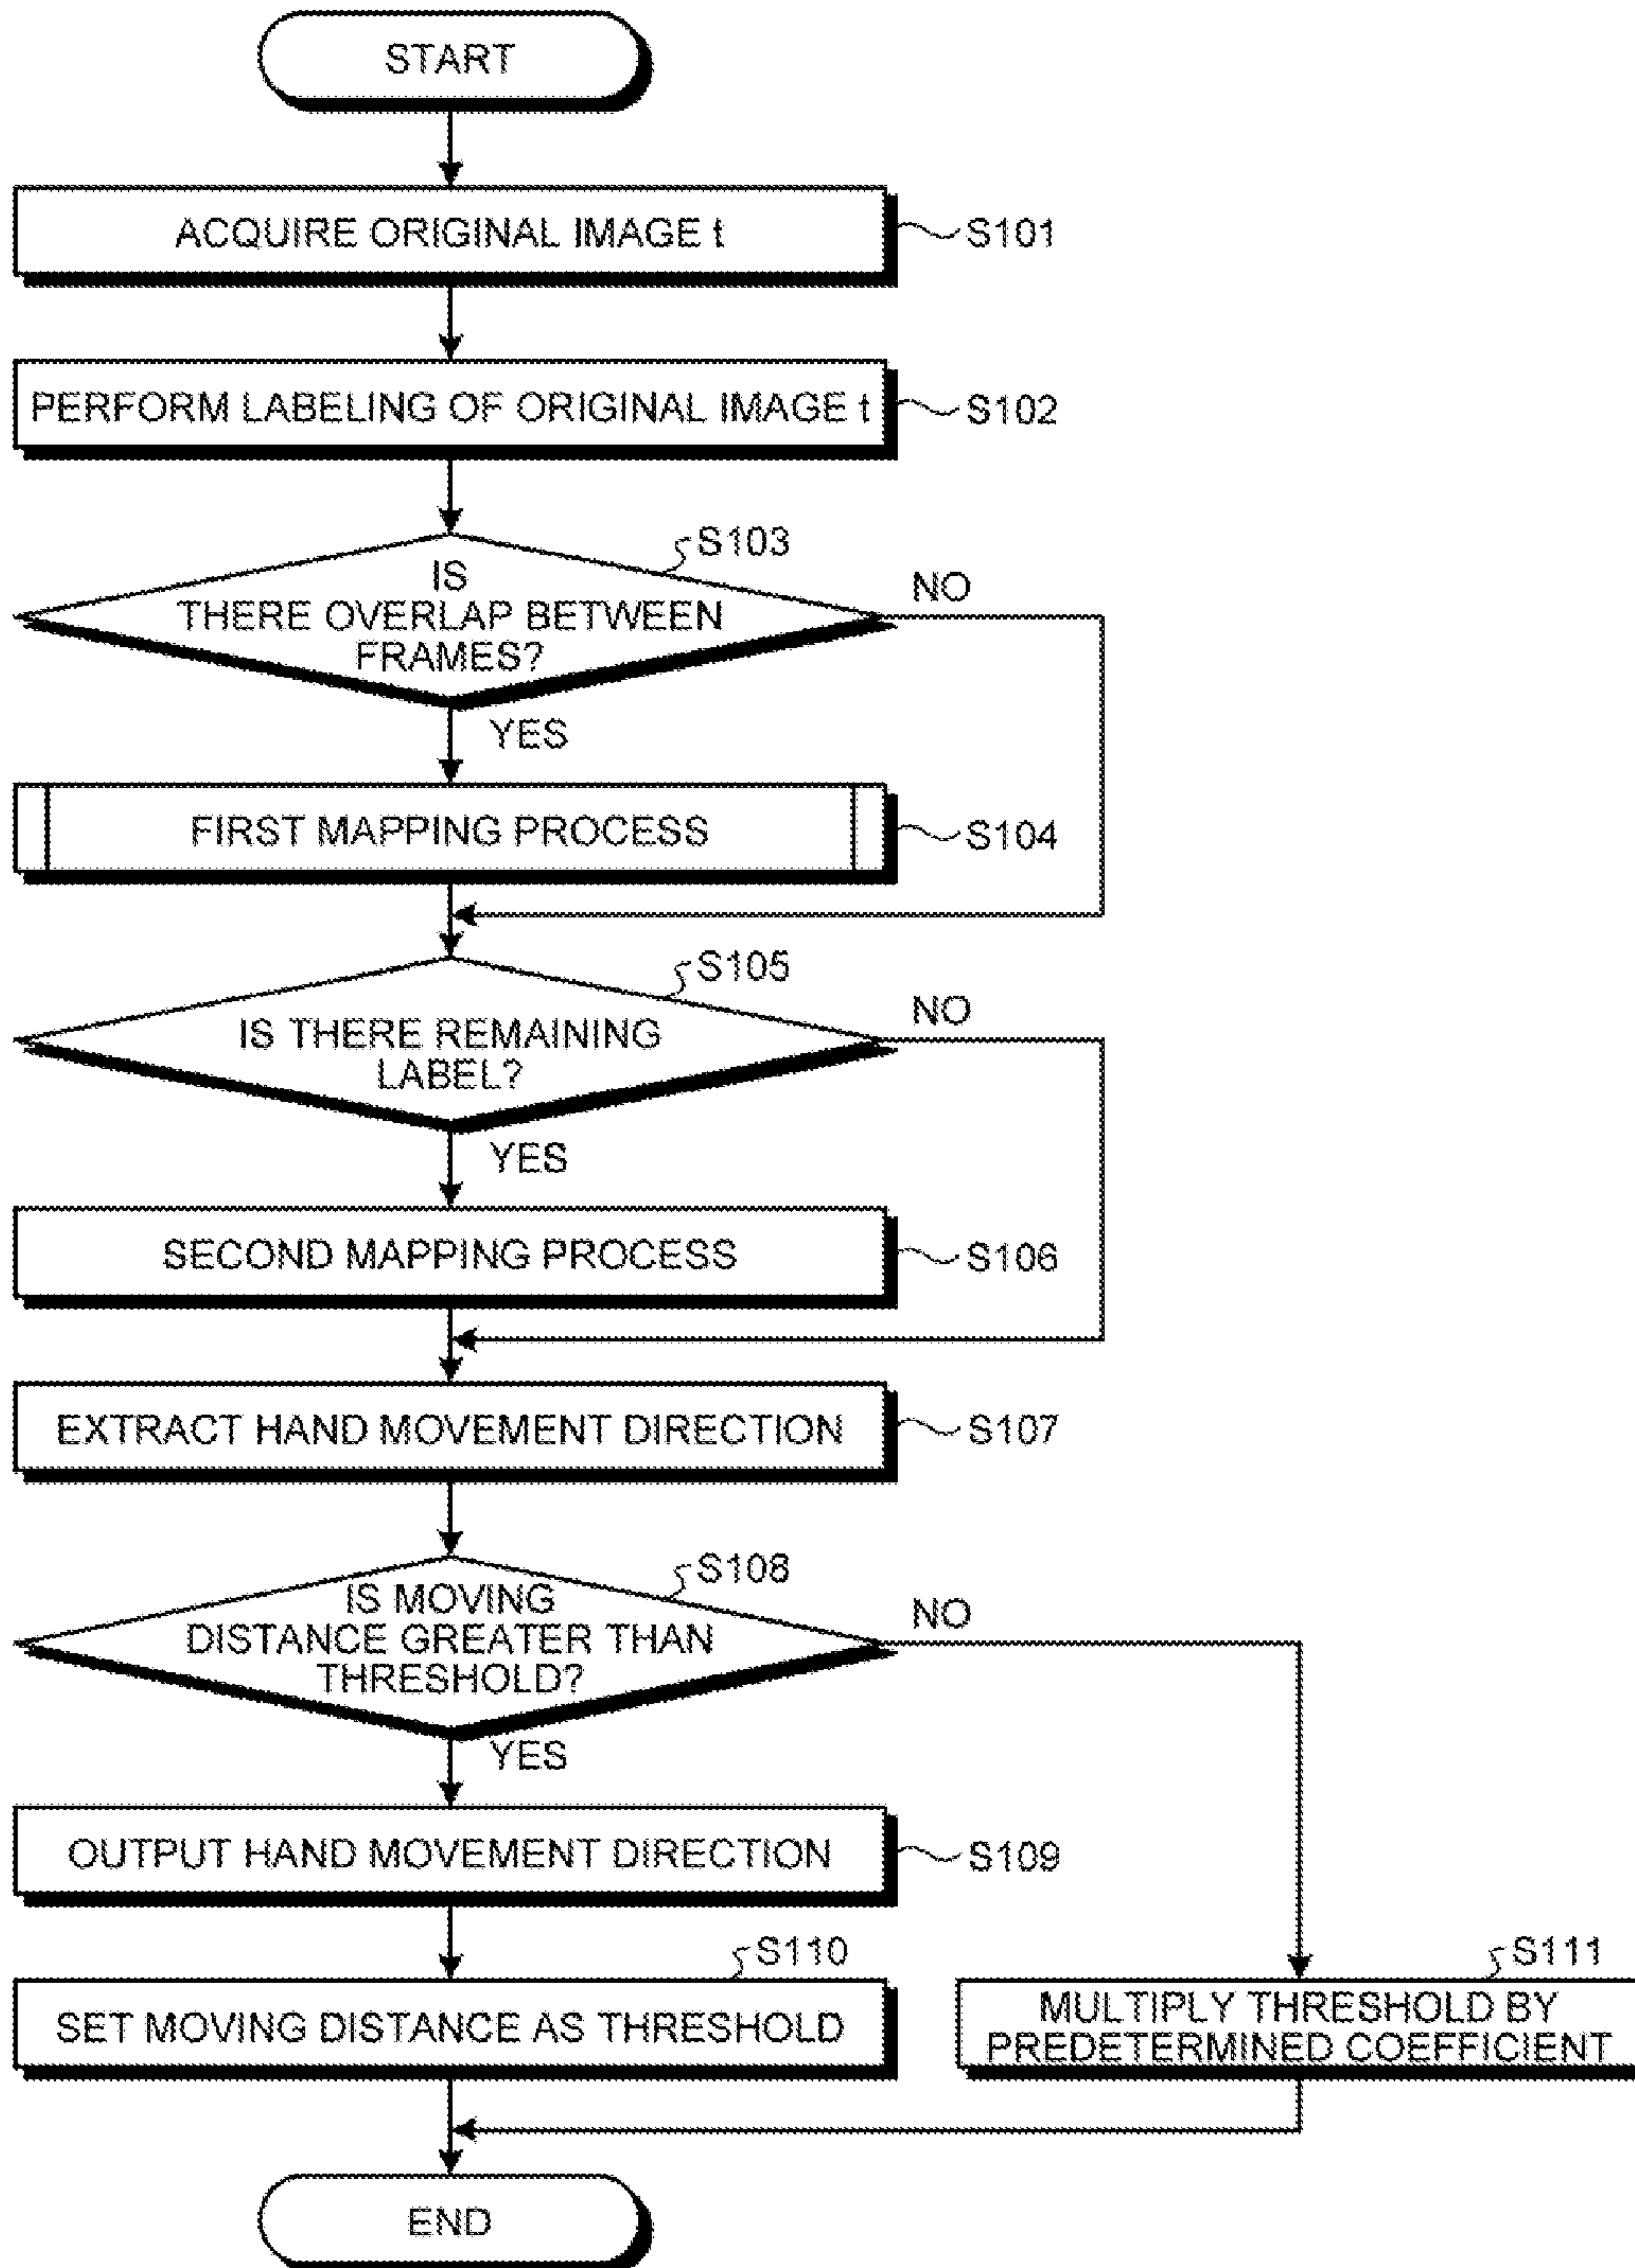 START
ACQUIRE ORIGINAL IMAGE t
S101
PERFORM LABELING OF ORIGINAL IMAGE t
S102
S103
IS
THERE OVERLAP BETWEEN
FRAMES?
NO
YES
FIRST MAPPING PROCESS
S104
S105
IS THERE REMAINING
LABEL?
NO
YES
SECOND MAPPING PROCESS
S106
EXTRACT HAND MOVEMENT DIRECTION
S107
S108
IS MOVING
DISTANCE GREATER THAN
THRESHOLD?
NO
YES
OUTPUT HAND MOVEMENT DIRECTION
S109
S110
SET MOVING DISTANCE AS THRESHOLD
S111
MULTIPLY THRESHOLD BY
PREDETERMINED COEFFICIENT
END